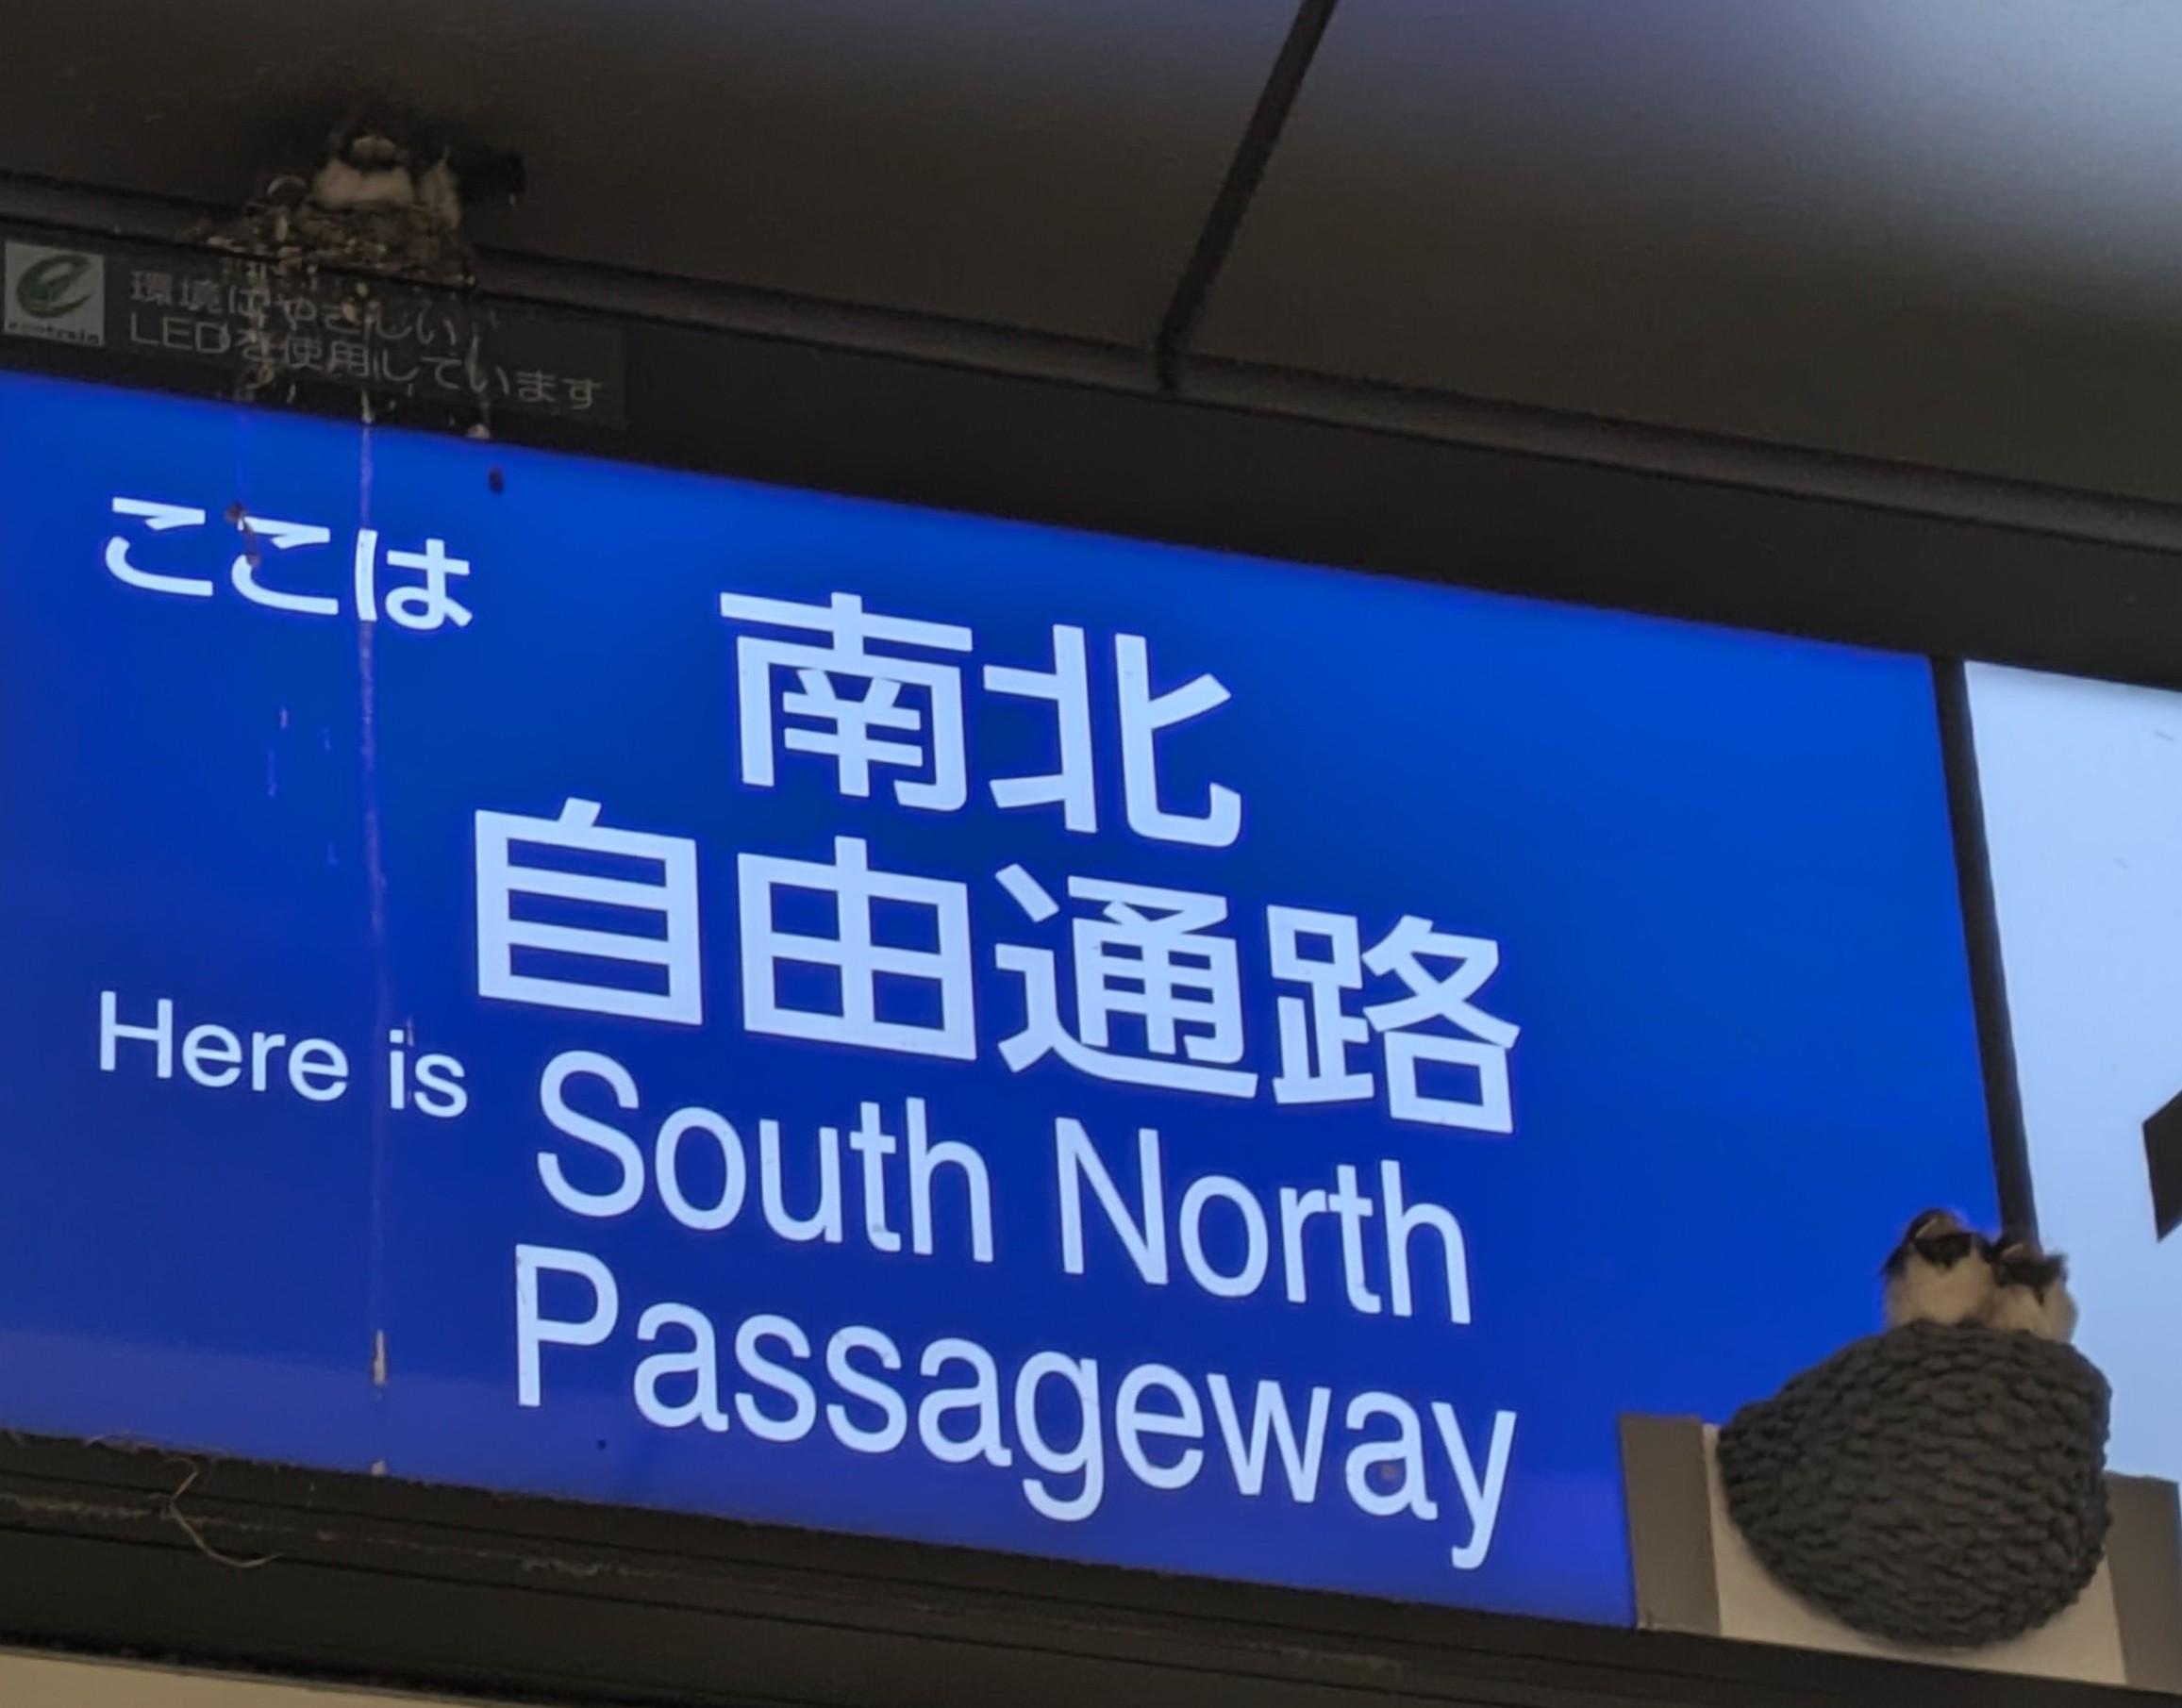 ecotrain
環境にやさしい
LEDを使用しています
ここは
南北
自由通路
Here is
South North
Passageway